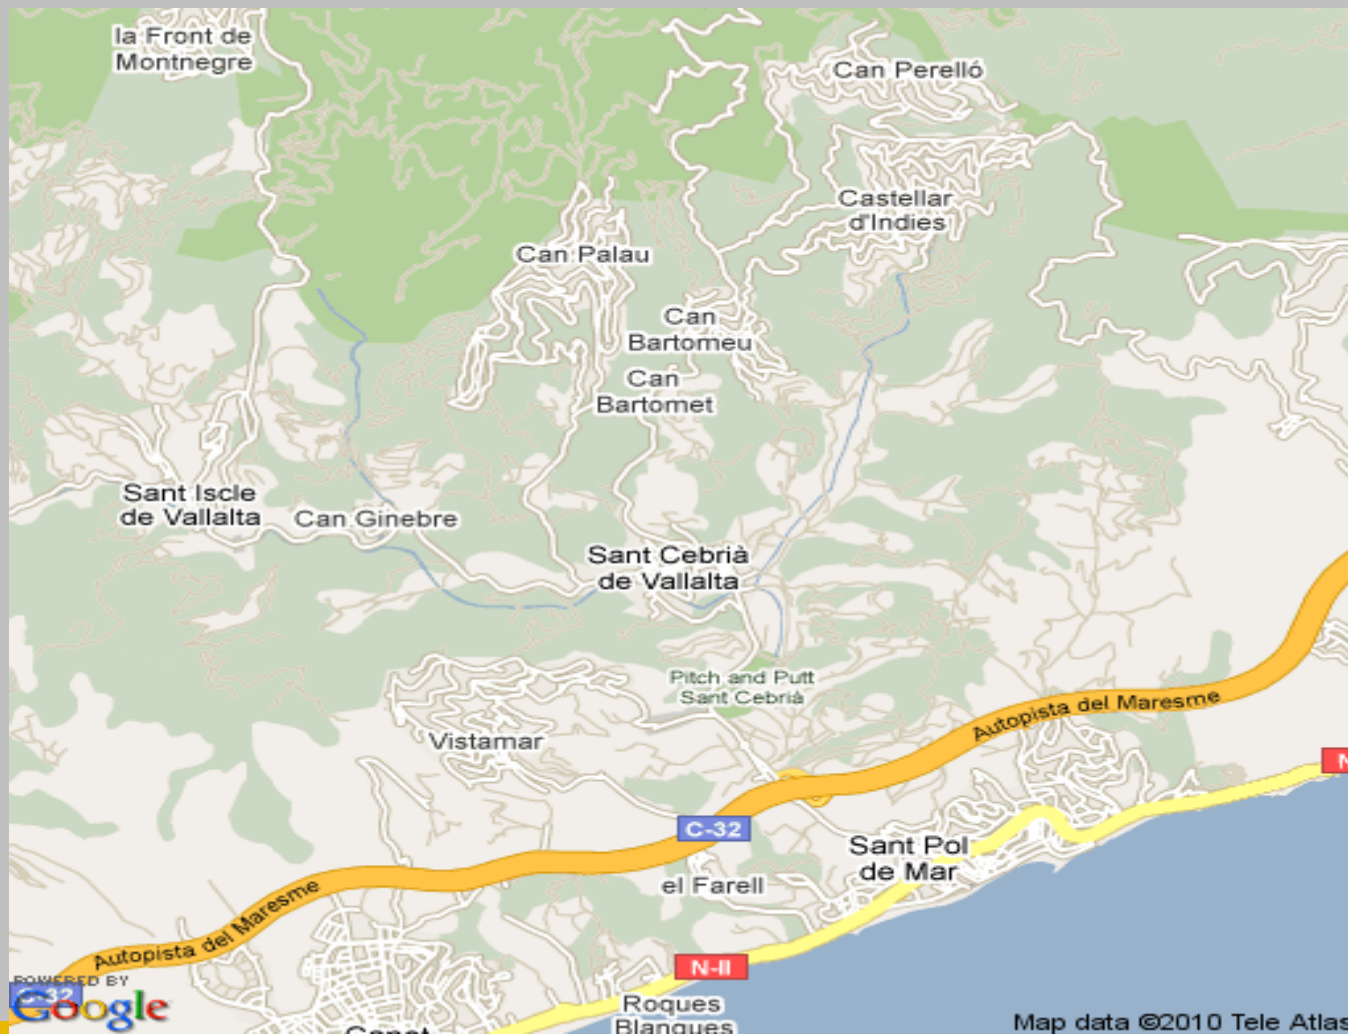 la Front de
Montnegre
Can Perelló
Castellar
d'Indies
Can Palau
Can
Bartomeu
Can
Bartomet
Sant Iscle
de Vallalta
Can Ginebre
Sant Cebrià
de Vallalta
Pitch and Putt
Sant Cebrià
Autopista del Maresme
Vistamar
N
C-32
Sant Pol
de Mar
el Farell
Autopista del Maresme
N-II
POWERED BY
Google
C-32
Roques
Blanques
Canet
Map data ©2010 Tele Atlas